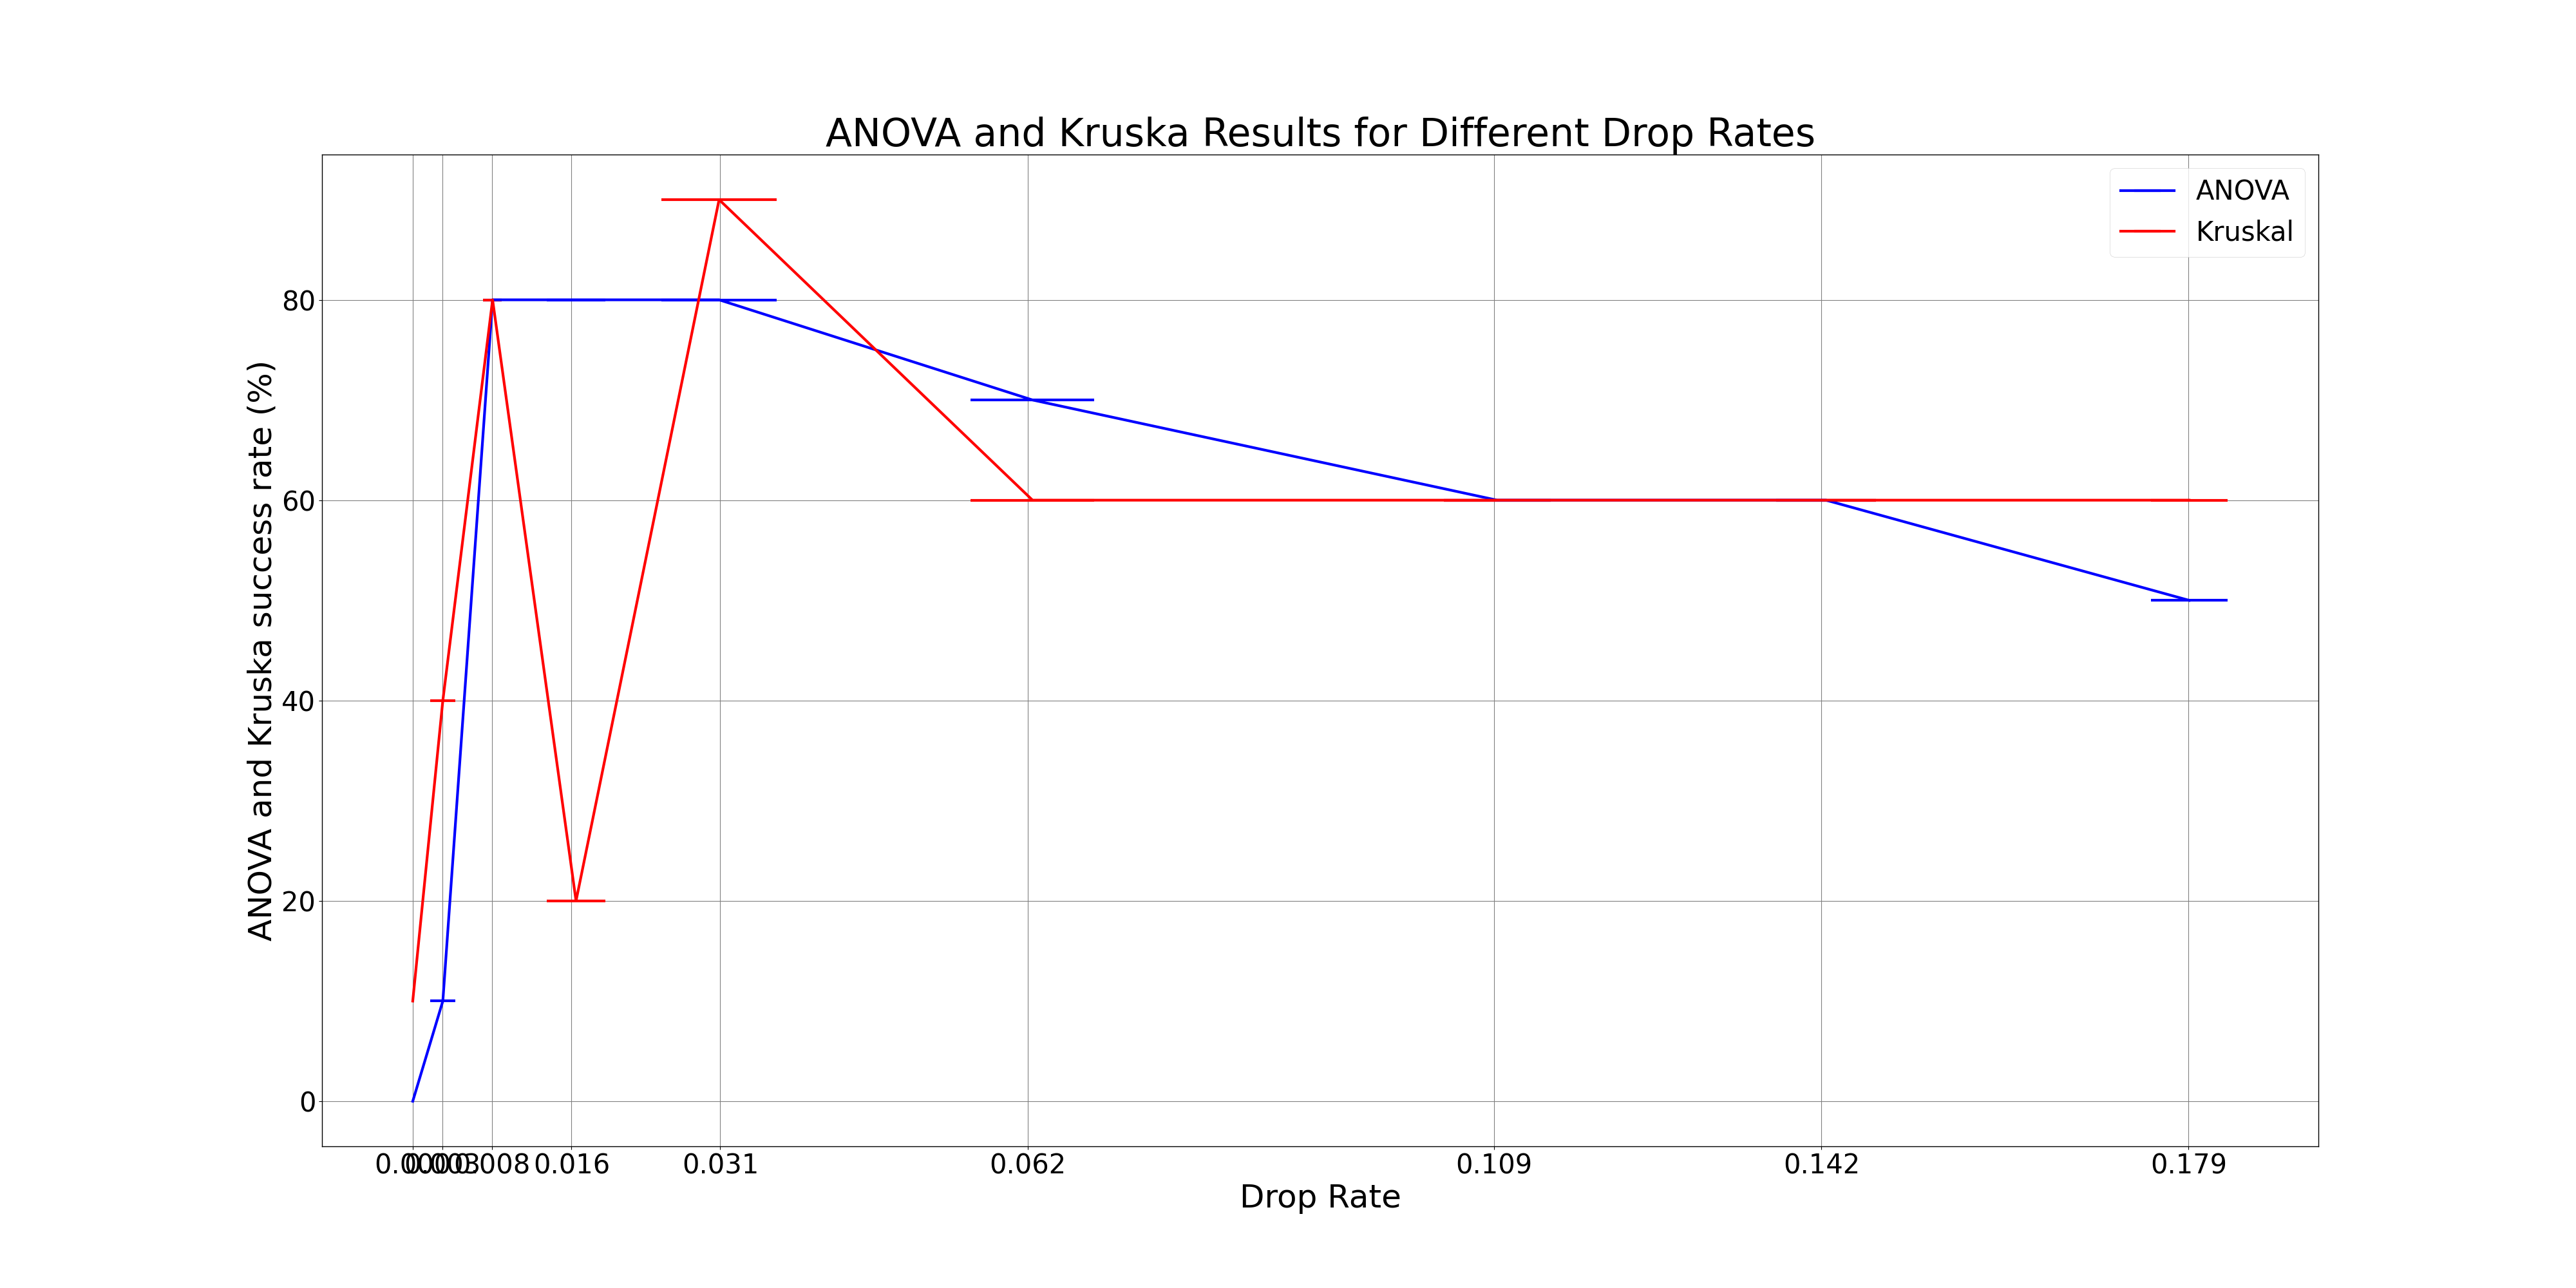 ANOVA and Kruska Results for Different Drop Rates
ANOVA
Kruskal
ANOVA and Kruska success rate (%)
80
60
40
20
0
0.016 0.031 0.062 0.109 0.142 0.179
Drop Rate